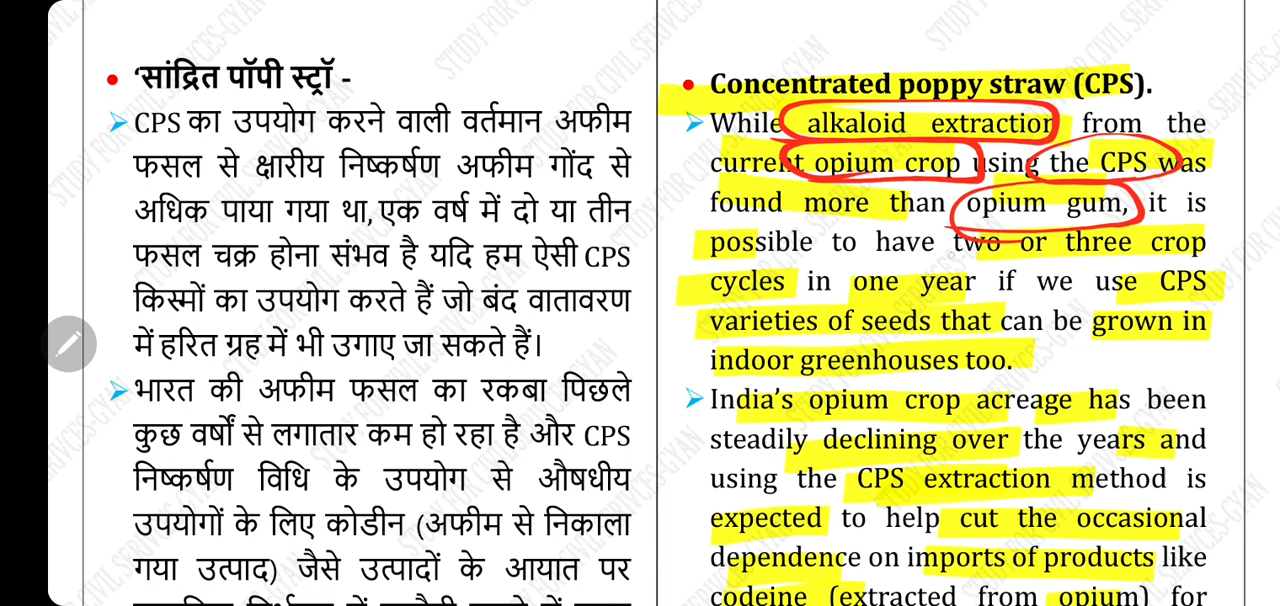 'सांद्रित पॉपी स्ट्रॉ -
CPS का उपयोग करने वाली वर्तमान अफीम
फसल से क्षारीय निष्कर्षण अफीम गोंद से
अधिक पाया गया था, एक वर्ष में दो या तीन
फसल चक्र होना संभव है यदि हम ऐसी CPS
किस्मों का उपयोग करते हैं जो बंद वातावरण
में हरित ग्रह में भी उगाए जा सकते हैं।
भारत की अफीम फसल का रकबा पिछले
कुछ वर्षों से लगातार कम हो रहा है और CPS
निष्कर्षण विधि के उपयोग से औषधीय
उपयोगों के लिए कोडीन (अफीम से निकाला
गया उत्पाद) जैसे उत्पादों के आयात पर
Concentrated poppy straw (CPS).
While alkaloid extraction from the
current opium crop using the CPS was
found more than opium gum, it is
possible to have two or three crop
cycles in one year if we use CPS
varieties of seeds that can be grown in
indoor greenhouses too.
India's opium crop acreage has been
steadily declining over the years and
using the CPS extraction method is
expected to help cut the occasional
dependence on imports of products like
codeine (extracted from opium) for